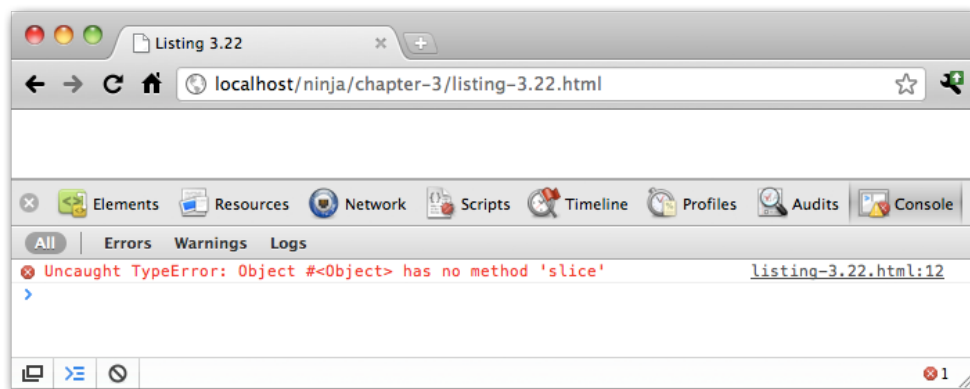 Listing 3.22
localhost/ninja/chapter-3/listing-3.22.html
Elements Resources Network Scripts Timeline Profiles Audits Console
All Errors Warnings Logs
Uncaught TypeError: Object #<Object> has no method 'slice' listing-3.22.html:12
1